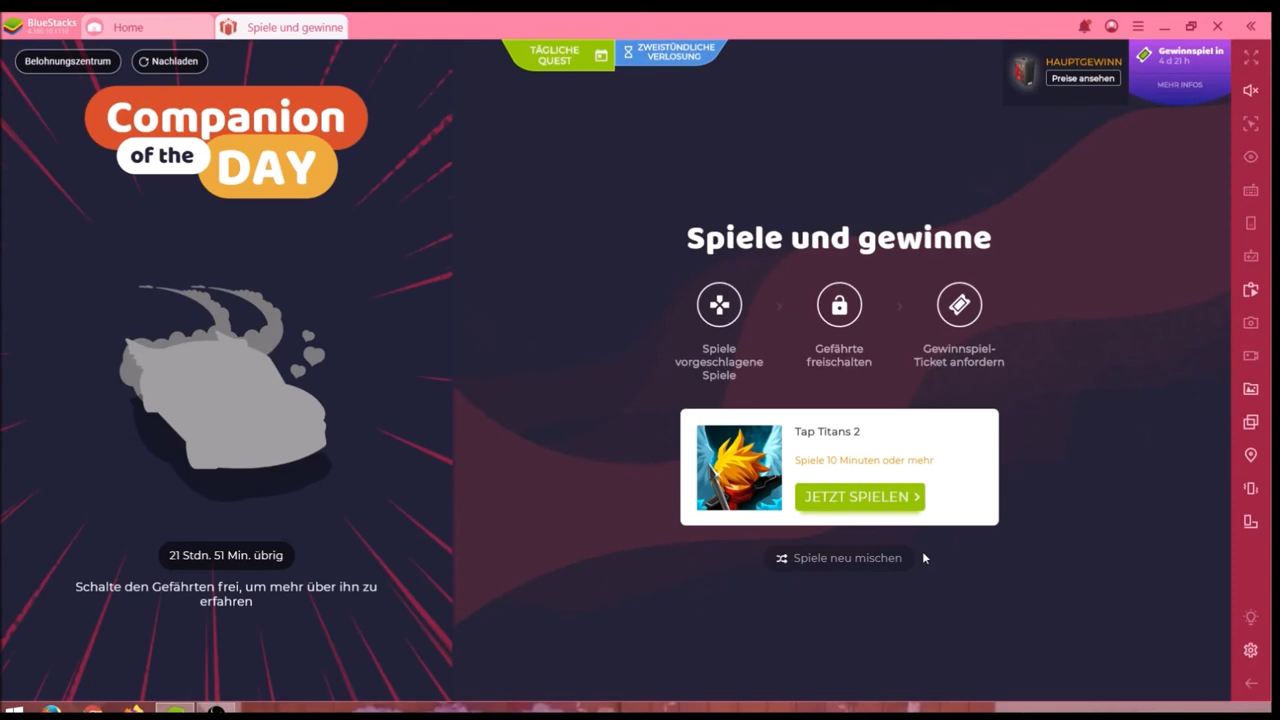 BlueStacks
Home
Spiele und gewinne
Belohnungszentrum
Nachladen
TÄGLICHE
QUEST
ZWEISTÜNDLICHE
VERLOSUNG
HAUPTGEWINN
Preise ansehen
Gewinnspiel in
4 d 21 h
MEHR INFOS
Companion
of the
DAY
Spiele und gewinne
Spiele
vorgeschlagene
Spiele
Gefährte
freischalten
Gewinnspiel-
Ticket anfordern
Tap Titans 2
Spiele 10 Minuten oder mehr
JETZT SPIELEN
Spiele neu mischen
21 Stdn. 51 Min. übrig
Schalte den Gefährten frei, um mehr über ihn zu
erfahren